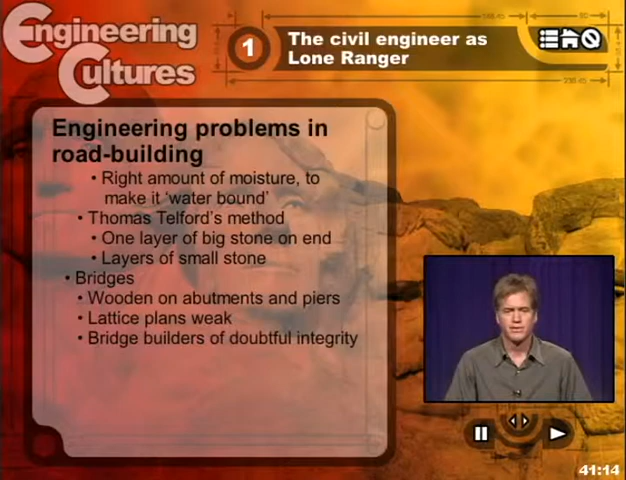 Engineering
Cultures
1
The civil engineer as
Lone Ranger
Engineering problems in
road-building
• Right amount of moisture, to
make it 'water bound'
• Thomas Telford's method
• One layer of big stone on end
• Layers of small stone
• Bridges
• Wooden on abutments and piers
• Lattice plans weak
• Bridge builders of doubtful integrity
41:14